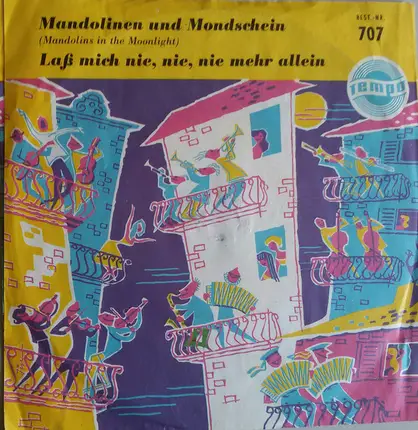 Mandolinen und Mondschein
(Mandolins in the Moonlight)
Laß mich nie, nie, nie mehr allein
BEST.-NR.
707
TEMPO